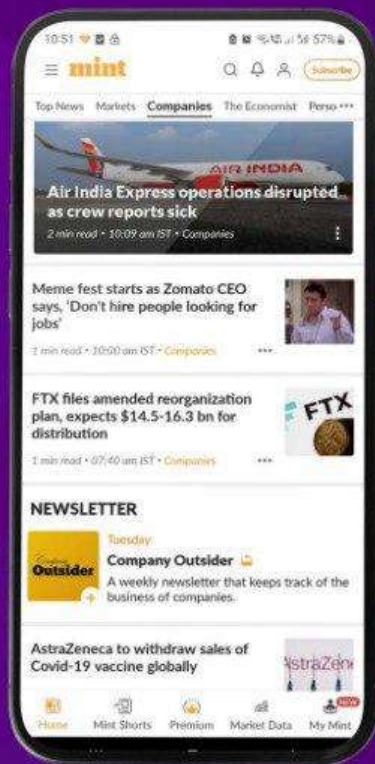 10:51
57%
mint
Subscribe
Top News Markets Companies The Economist Perso
AIR INDIA
Air India Express operations disrupted
as crew reports sick
2 min read • 10:09 am IST • Companies
Meme fest starts as Zomato CEO
says, 'Don't hire people looking for
jobs'
1 min read • 10:00 am IST • Companies
FTX files amended reorganization
plan, expects $14.5-16.3 bn for
distribution
FTX
1 min read • 07:40 am IST • Companies
NEWSLETTER
Tuesday
Company
Outsider
Company Outsider
A weekly newsletter that keeps track of the
business of companies.
AstraZeneca to withdraw sales of
Covid-19 vaccine globally
AstraZene
NEW
Home Mint Shorts Premium Market Data My Mint